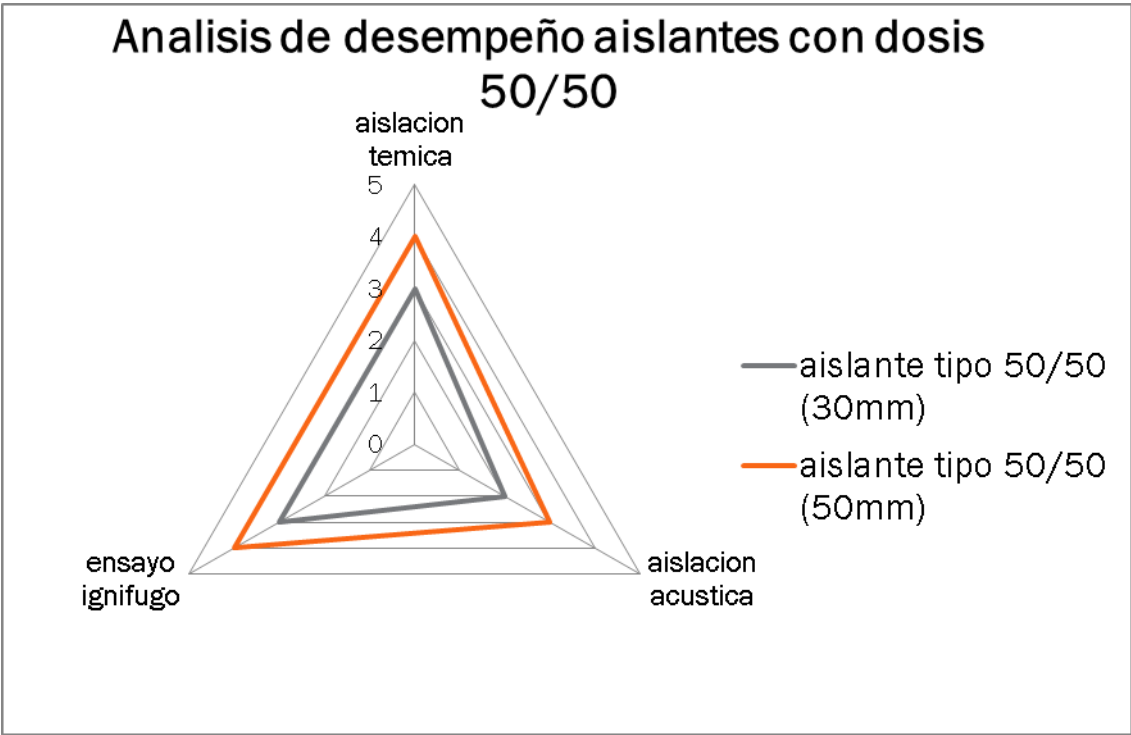 Analisis de desempeño aislantes con dosis
50/50
aislacion
temica
5
4
3
2
1
0
ensayo
ignifugo
aislacion
acustica
aislante tipo 50/50
(30mm)
aislante tipo 50/50
(50mm)